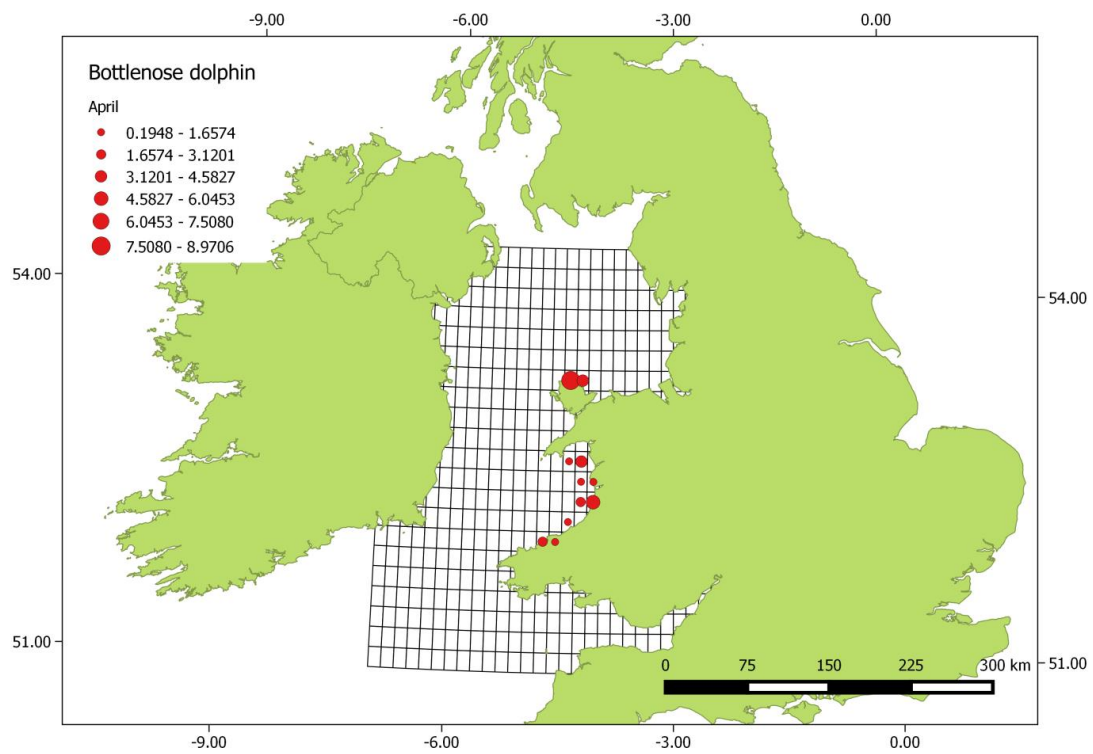 -9.00 -6.00 -3.00 0.00
Bottlenose dolphin
April
0.1948 - 1.6574
1.6574 - 3.1201
3.1201 - 4.5827
4.5827 - 6.0453
6.0453 - 7.5080
7.5080 - 8.9706
54.00
54.00
51.00
51.00
0 75 150 225 300 km
-9.00 -6.00 -3.00 0.00